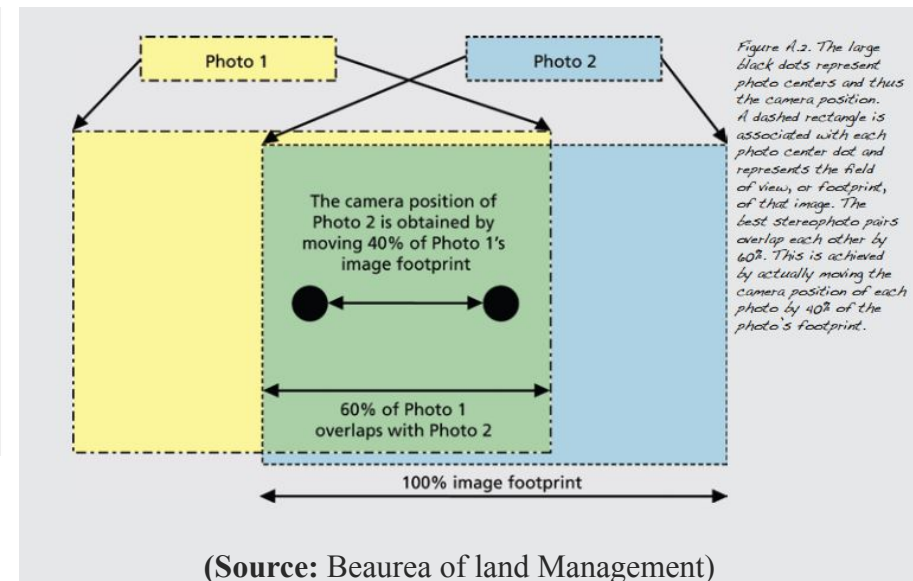 Photo 1
Photo 2
The camera position of
Photo 2 is obtained by
moving 40% of Photo 1's
image footprint
60% of Photo 1
overlaps with Photo 2
100% image footprint
Figure A.2. The large
black dots represent
photo centers and thus
the camera position.
A dashed rectangle is
associated with each
photo center dot and
represents the field
of view, or footprint,
of that image. The
best stereophoto pairs
overlap each other by
60%. This is achieved
by actually moving the
camera position of each
photo by 40% of the
photo's footprint.
(Source: Beaurea of land Management)